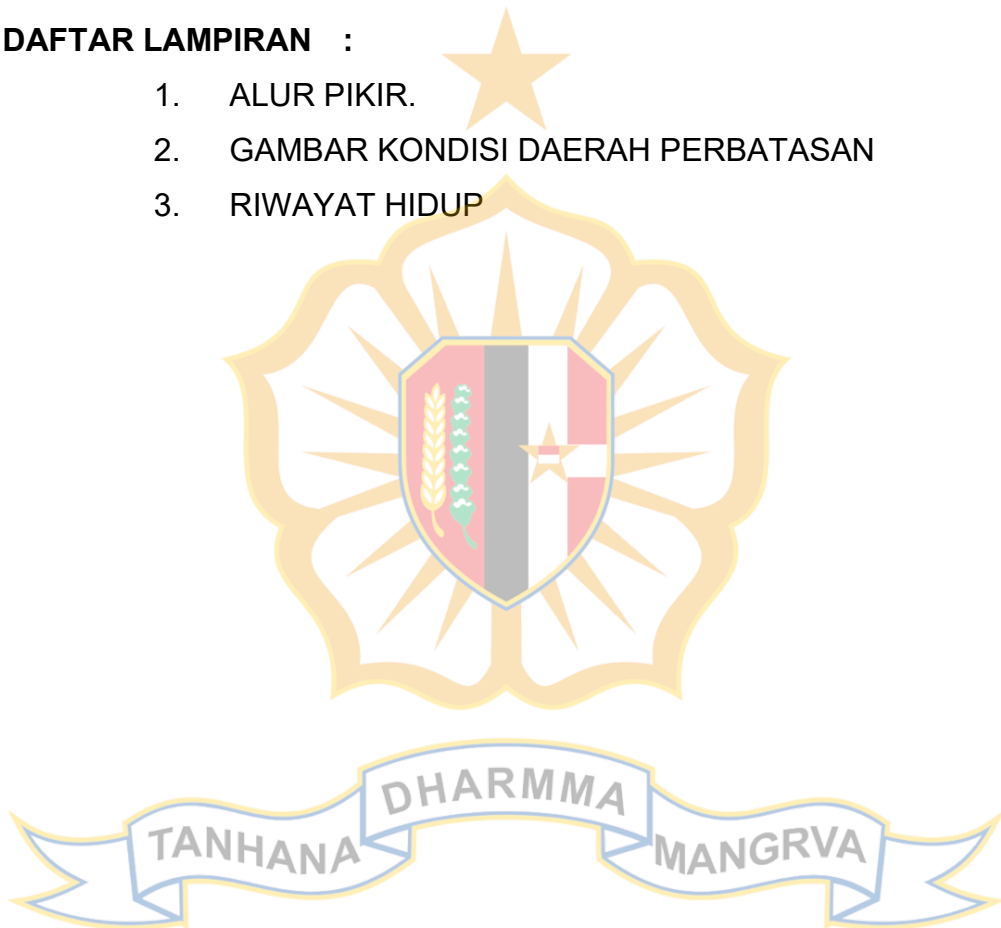 DAFTAR LAMPIRAN :
1. ALUR PIKIR.
2. GAMBAR KONDISI DAERAH PERBATASAN
3. RIWAYAT HIDUP
TANHANA DHARMMA MANGRVA